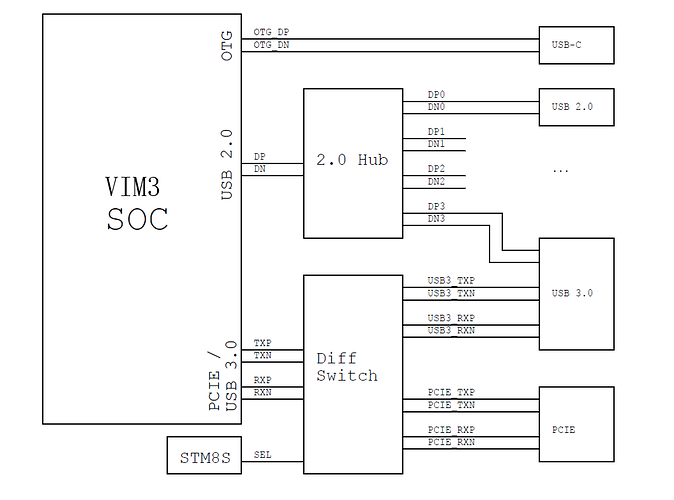 OTG
OTG_DP
OTG_DN
USB-C
VIM3
SOC
USB 2.0
DP
DN
2.0 Hub
DP0
DN0
USB 2.0
DP1
DN1
DP2
DN2
...
DP3
DN3
USB 3.0
USB3_TXP
USB3_TXN
USB3_RXP
USB3_RXN
PCIE /
USB 3.0
TXP
TXN
RXP
RXN
Diff
Switch
PCIE_TXP
PCIE_TXN
PCIE_RXP
PCIE_RXN
PCIE
STM8S
SEL